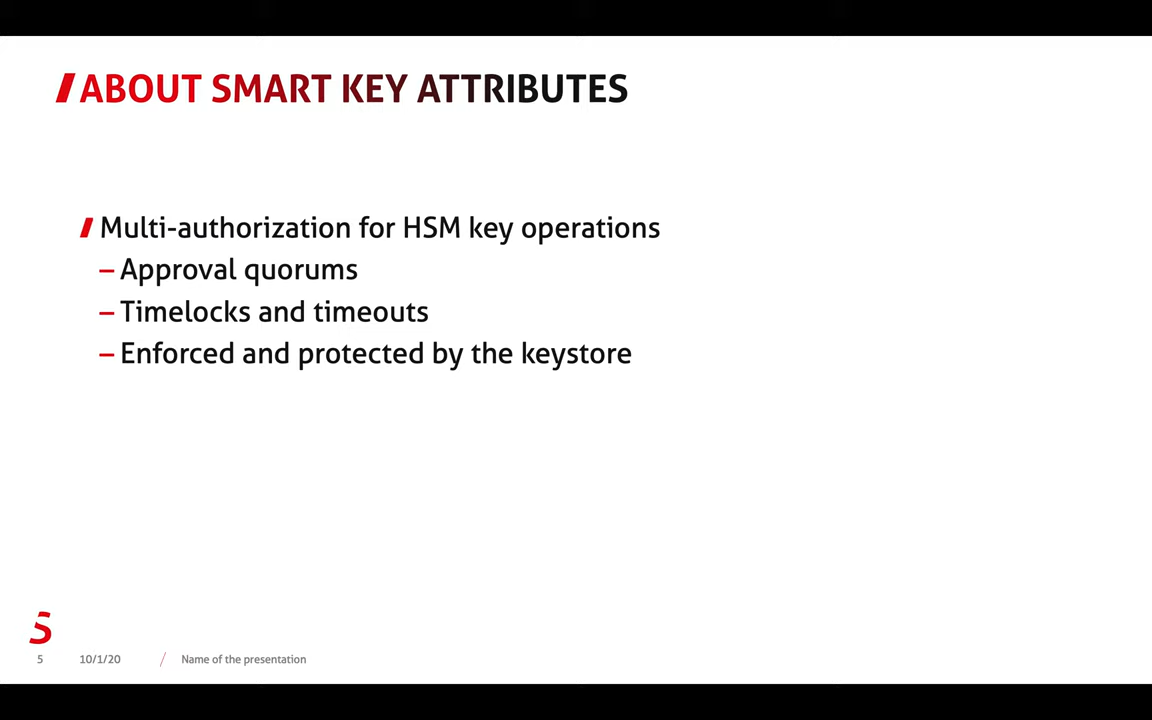 ABOUT SMART KEY ATTRIBUTES
Multi-authorization for HSM key operations
– Approval quorums
– Timelocks and timeouts
– Enforced and protected by the keystore
5
5 10/1/20 / Name of the presentation